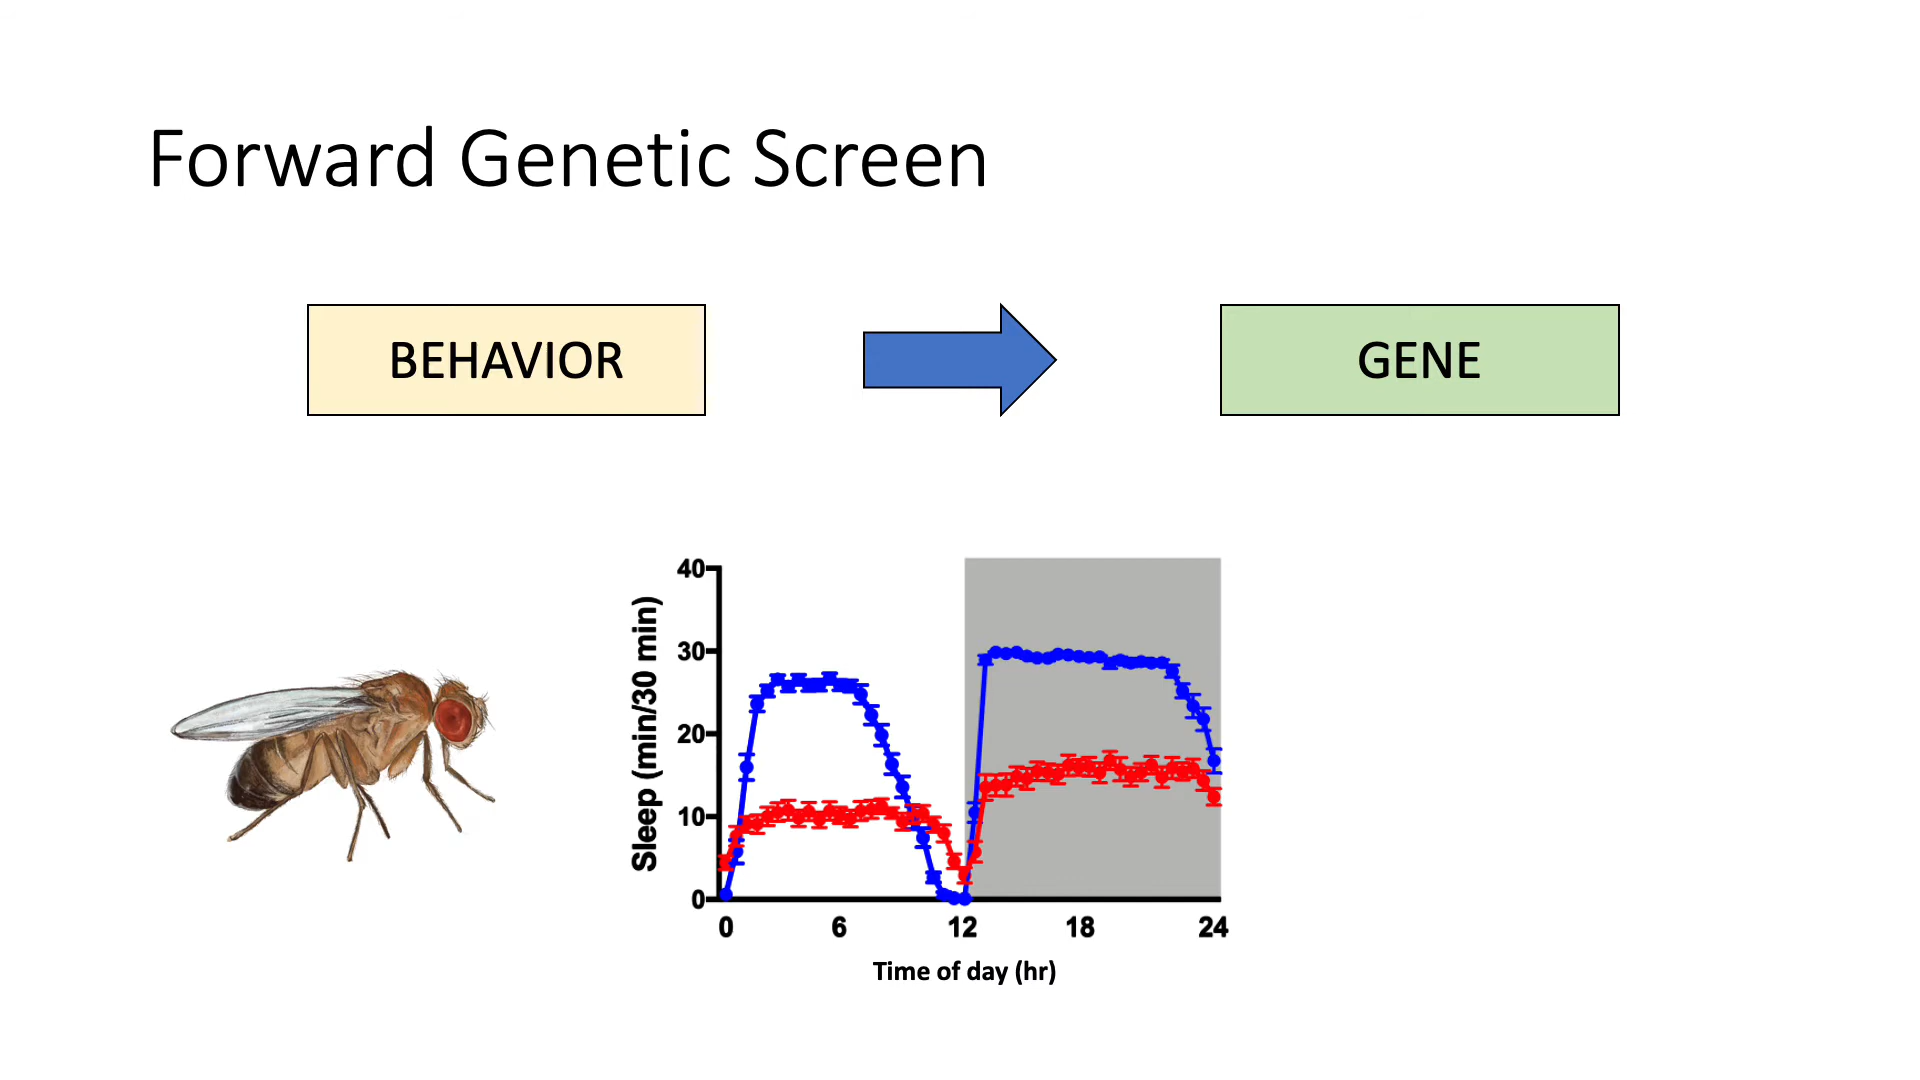 Forward Genetic Screen
BEHAVIOR
GENE
Sleep (min/30 min)
40
30
20
10
0
0 6 12 18 24
Time of day (hr)